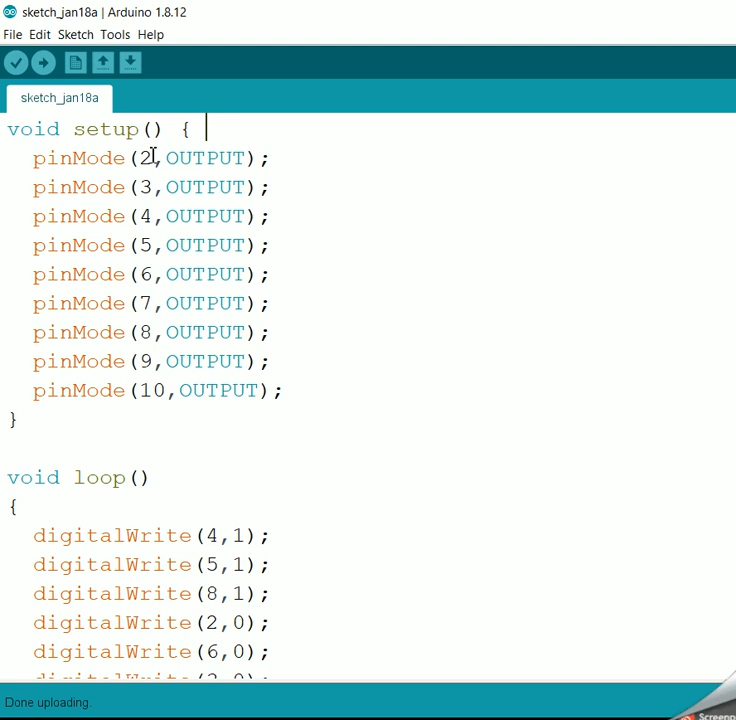 sketch_jan18a | Arduino 1.8.12
File Edit Sketch Tools Help
sketch_jan18a
void setup() {
pinMode(2,OUTPUT);
pinMode(3,OUTPUT);
pinMode(4,OUTPUT);
pinMode(5,OUTPUT);
pinMode(6,OUTPUT);
pinMode(7,OUTPUT);
pinMode(8,OUTPUT);
pinMode(9,OUTPUT);
pinMode(10,OUTPUT);
}
void loop()
{
digitalWrite(4,1);
digitalWrite(5,1);
digitalWrite(8,1);
digitalWrite(2,0);
digitalWrite(6,0);
Done uploading.